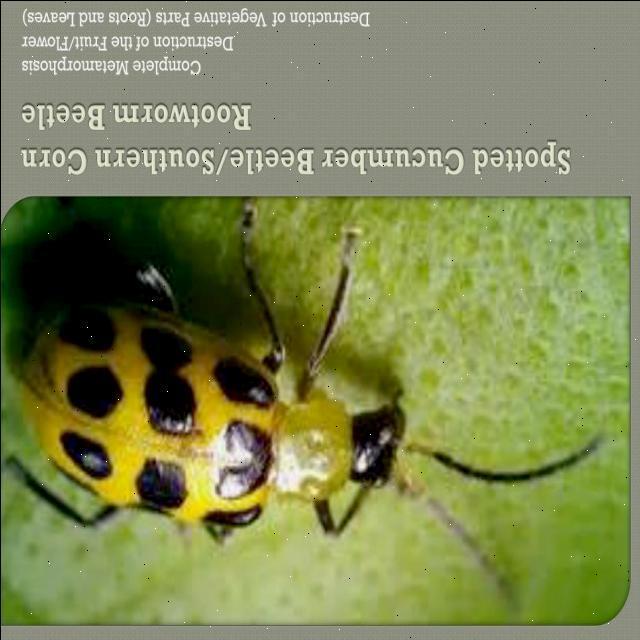 Spotted Cucumber Beetle/Southern Corn
Rootworm Beetle
Complete Metamorphosis
Destruction of the Fruit/Flower
Destruction of Vegetative Parts (Roots and Leaves)